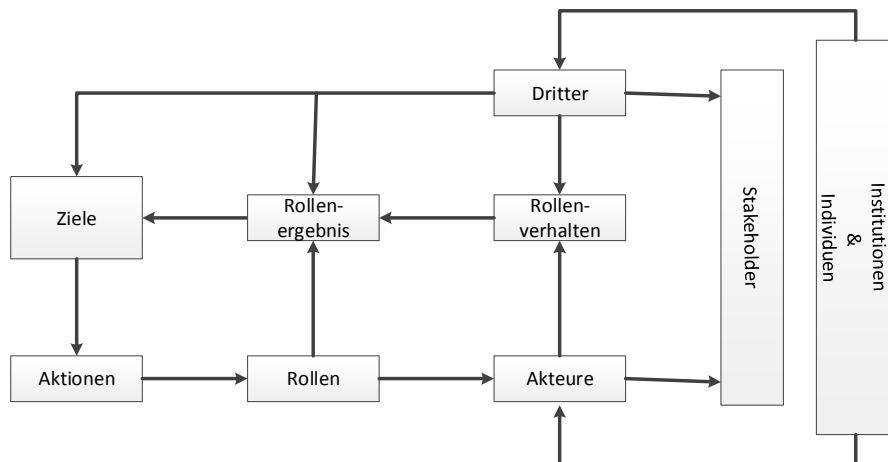 Dritter
Ziele
Rollen-
ergebnis
Rollen-
verhalten
Aktionen
Rollen
Akteure
Stakeholder
Institutionen
&
Individuen